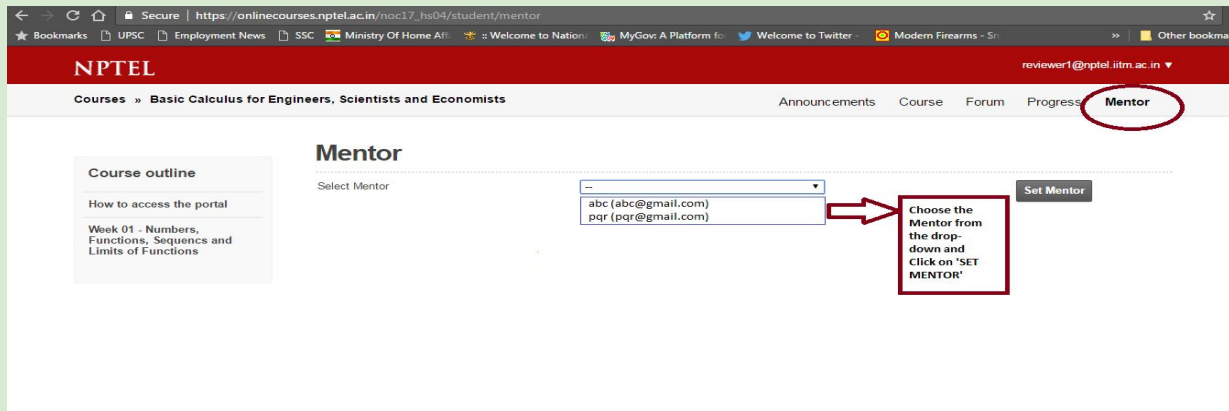 Secure | https://onlinecourses.nptel.ac.in/noc17_hs04/student/mentor
Bookmarks UPSC Employment News SSC Ministry Of Home Aff :: Welcome to Nation MyGov: A Platform fo Welcome to Twitter - Modern Firearms - Sn » Other bookma
NPTEL reviewer1@nptel.iitm.ac.in ▼
Courses » Basic Calculus for Engineers, Scientists and Economists Announcements Course Forum Progress Mentor
Course outline
How to access the portal
Week 01 - Numbers,
Functions, Sequencs and
Limits of Functions
Mentor
Select Mentor -- Set Mentor
abc (abc@gmail.com)
pqr (pqr@gmail.com)
Choose the
Mentor from
the drop-
down and
Click on 'SET
MENTOR'